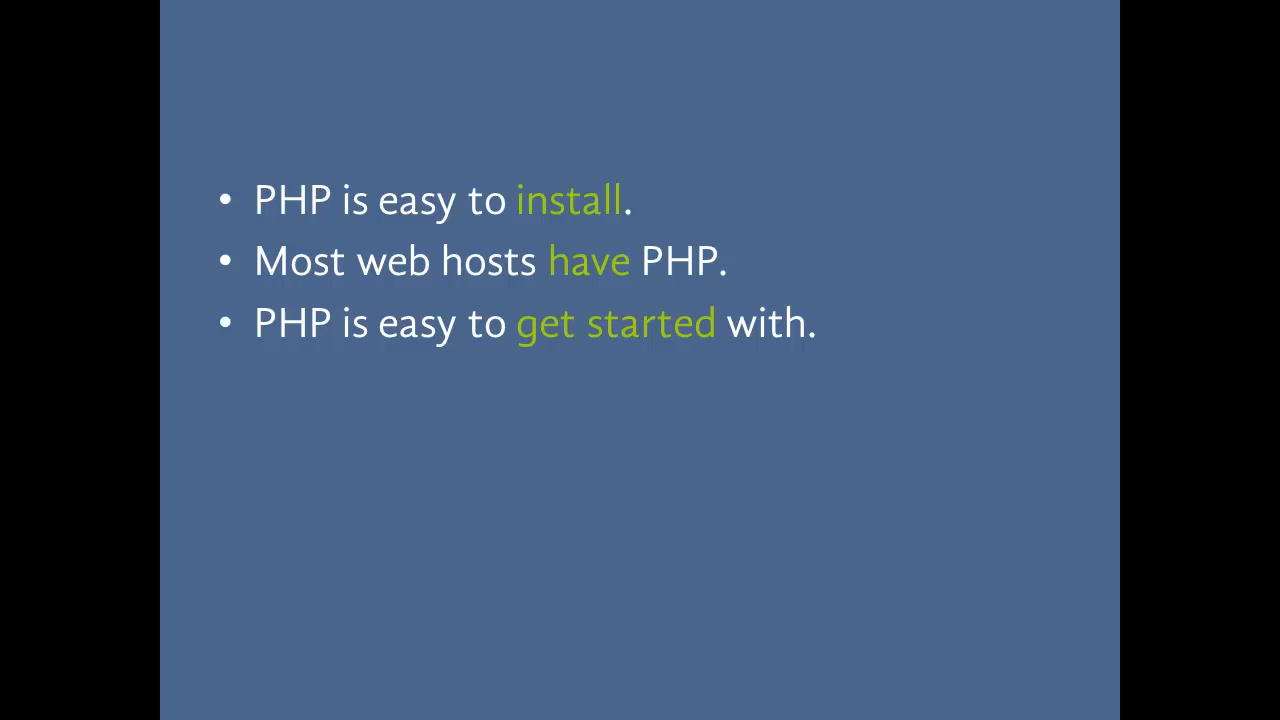 • PHP is easy to install.
• Most web hosts have PHP.
• PHP is easy to get started with.